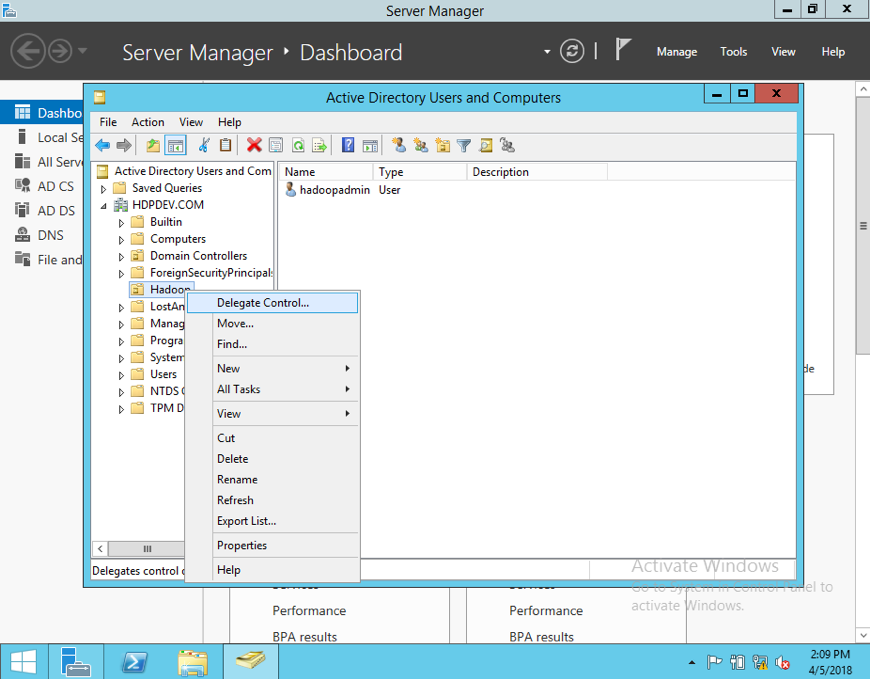 Server Manager
Server Manager ‣ Dashboard
Manage Tools View Help
Dashbo
Local Se
All Serve
AD CS
AD DS
DNS
File and
Active Directory Users and Computers
File Action View Help
Active Directory Users and Com
Saved Queries
HDPDEV.COM
Builtin
Computers
Domain Controllers
ForeignSecurityPrincipals
Hadoop
LostAn
Manag
Progra
System
Users
NTDS
TPM D
Name Type Description
hadoopadmin User
Delegate Control...
Move...
Find...
New
All Tasks
View
Cut
Delete
Rename
Refresh
Export List...
Properties
Help
Delegates control
de
Activate Windows
Go to System in Control Panel to
activate Windows.
Services Services
Performance Performance
BPA results BPA results
2:09 PM
4/5/2018